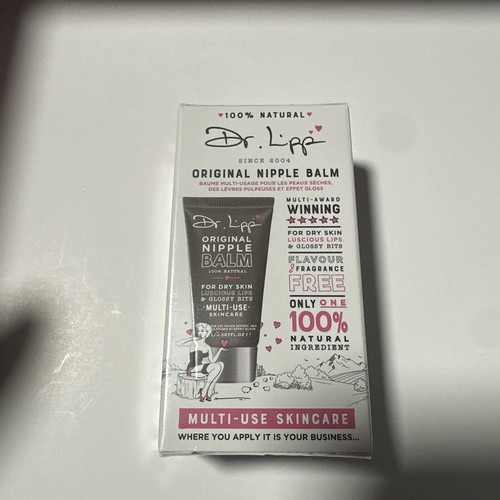 100% NATURAL
Dr. Lipp
SINCE 2004
ORIGINAL NIPPLE BALM
BAUME MULTI-USAGE POUR LES PEAUX SÈCHES,
DES LÈVRES PULPEUSES ET EFFET GLOSS
Dr. Lipp
ORIGINAL
NIPPLE
BALM
100% NATURAL
FOR DRY SKIN
LUSCIOUS LIPS
& GLOSSY BITS
•MULTI-USE•
SKINCARE
MULTI-AWARD
WINNING
FOR DRY SKIN
LUSCIOUS LIPS
& GLOSSY BITS
FLAVOUR
& FRAGRANCE
FREE
ONLY ONE
100%
NATURAL
INGREDIENT
MULTI-USE SKINCARE
WHERE YOU APPLY IT IS YOUR BUSINESS...